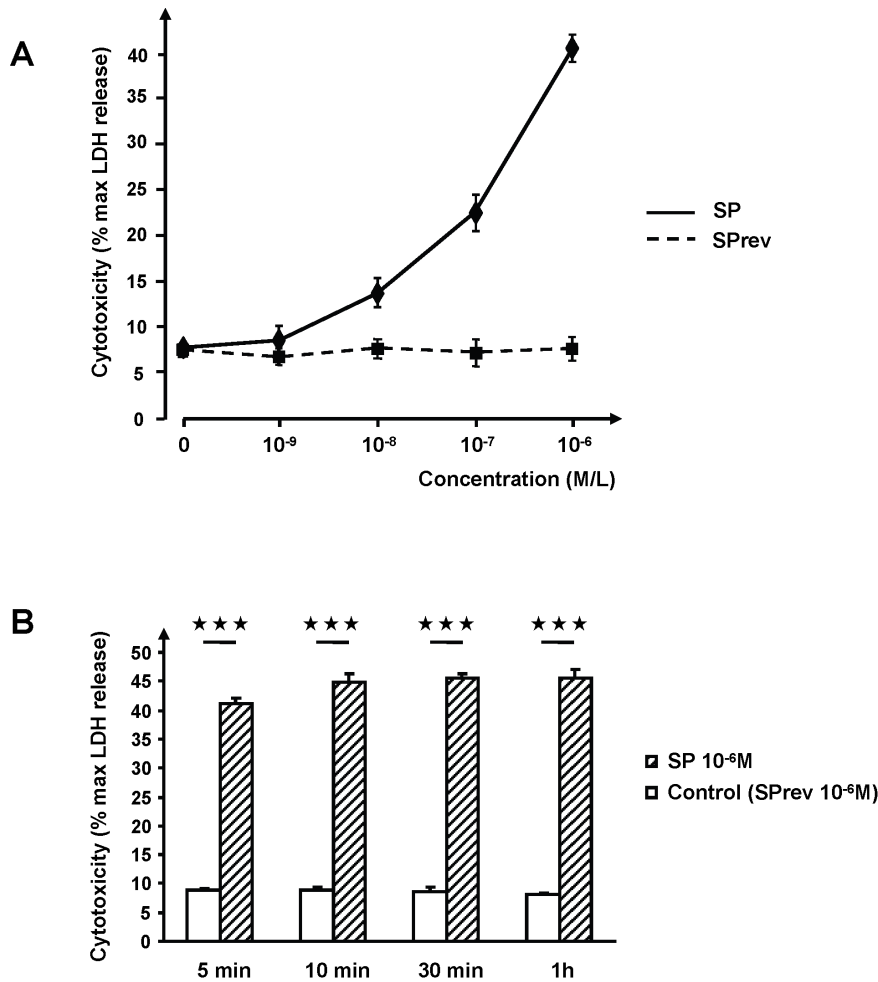 A
Cytotoxicity (% max LDH release)
40
35
30
25
20
15
10
5
0
0 10⁻⁹ 10⁻⁸ 10⁻⁷ 10⁻⁶
Concentration (M/L)
SP
SPrev
B
★★★ ★★★ ★★★ ★★★
Cytotoxicity (% max LDH release)
50
45
40
35
30
25
20
15
10
5
0
5 min 10 min 30 min 1h
SP 10⁻⁶M
Control (SPrev 10⁻⁶M)